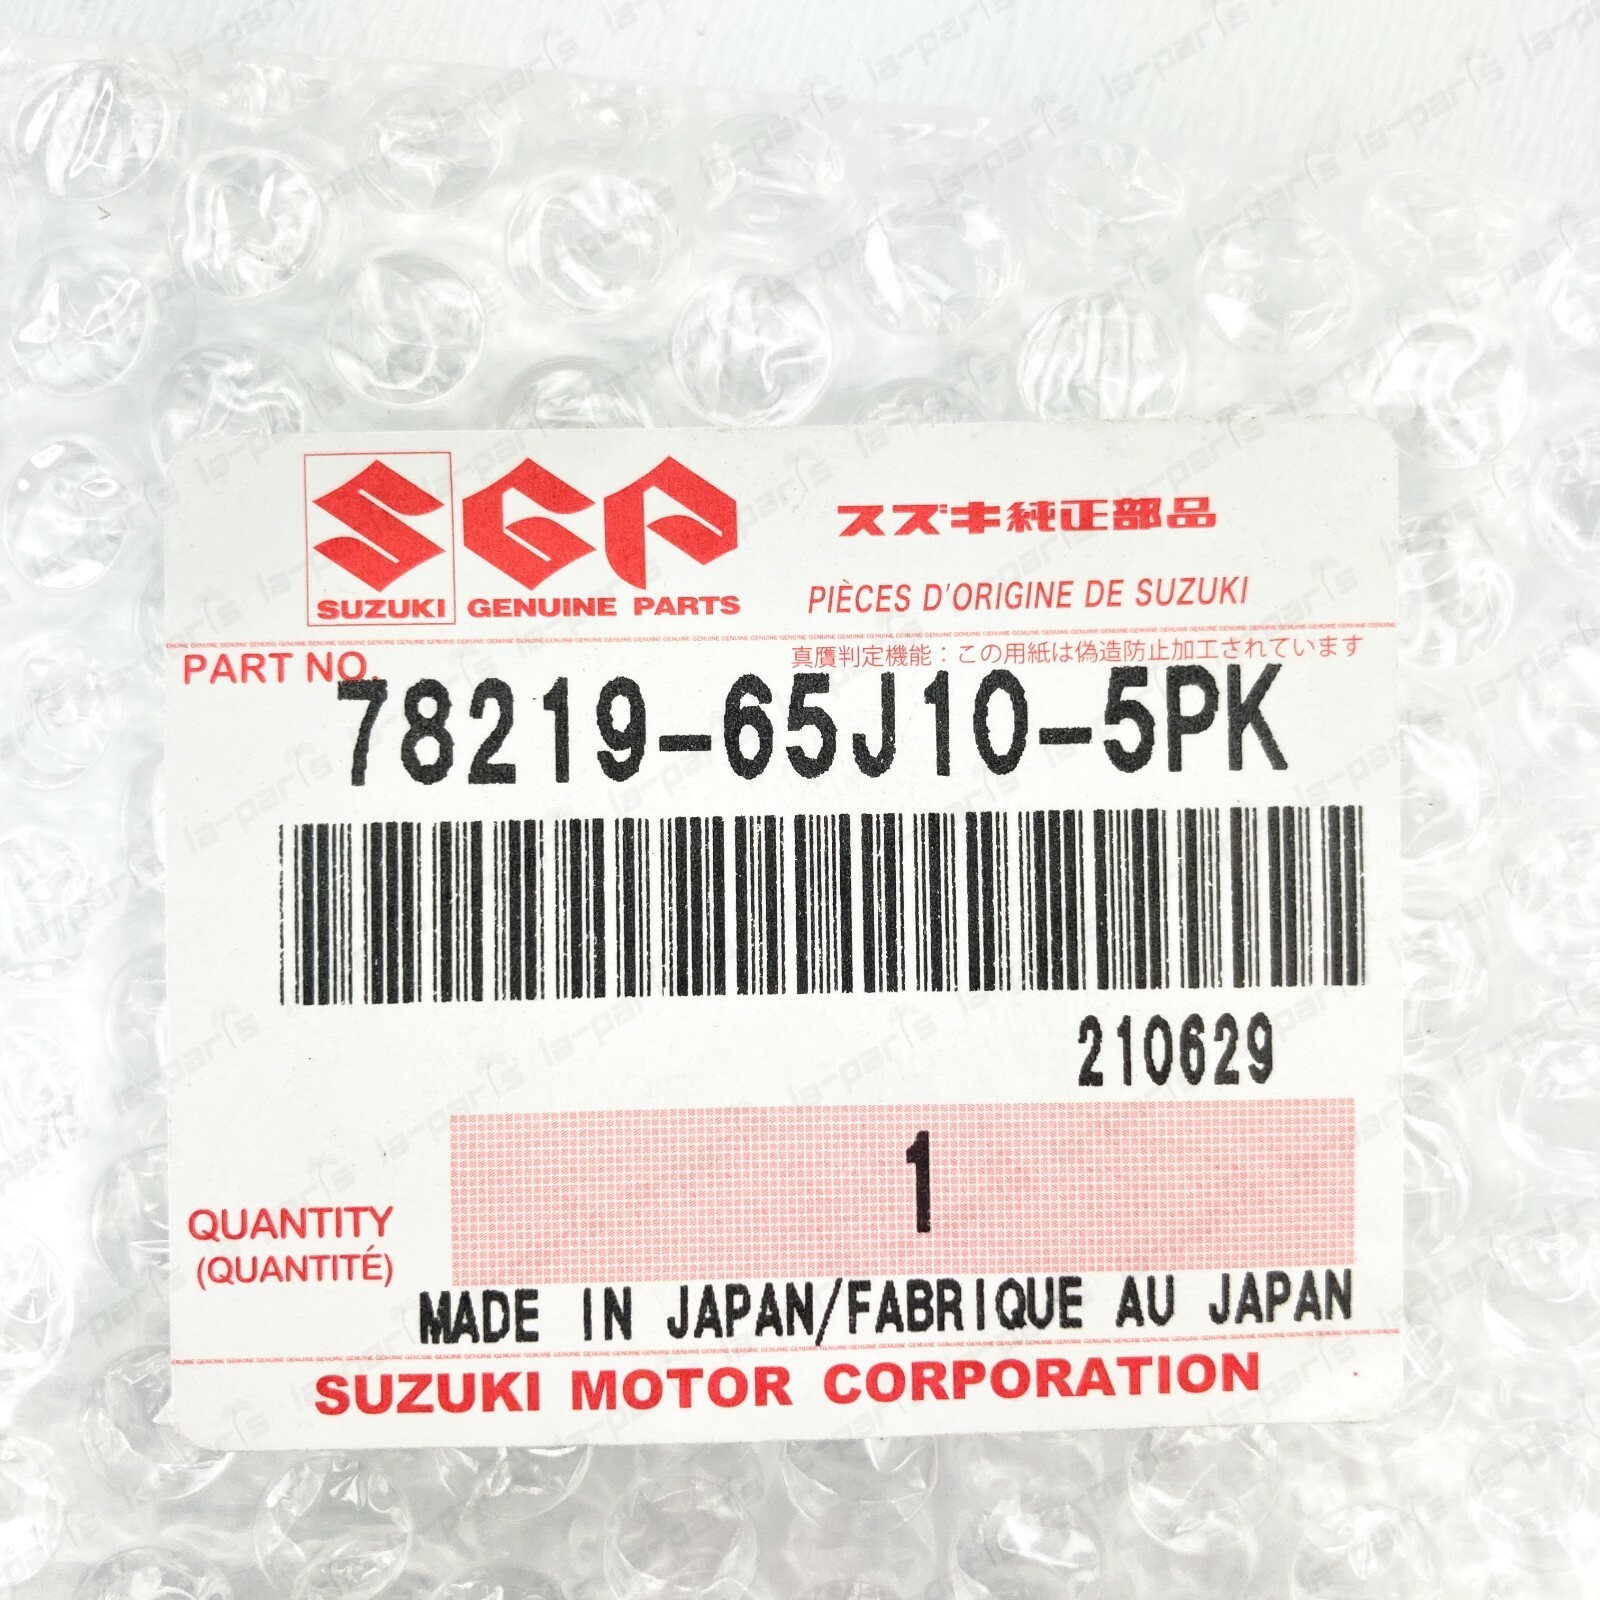 SGP
SUZUKI GENUINE PARTS
スズキ純正部品
PIÈCES D'ORIGINE DE SUZUKI
真贋判定機能：この用紙は偽造防止加工されています
PART NO.
78219-65J10-5PK
210629
1
QUANTITY
(QUANTITÉ)
MADE IN JAPAN/FABRIQUE AU JAPAN
SUZUKI MOTOR CORPORATION
la-parts